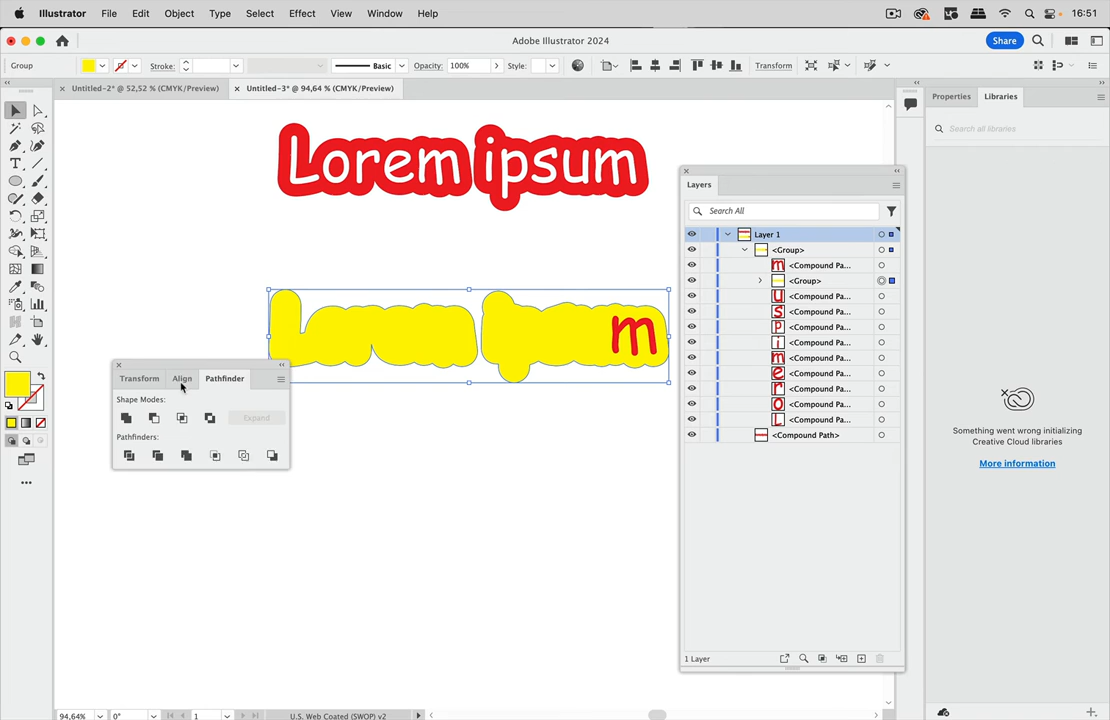 Illustrator File Edit Object Type Select Effect View Window Help 16:51
Adobe Illustrator 2024 Share
Group Stroke: Basic Opacity: 100% Style: Transform
Untitled-2* @ 52,52 % (CMYK/Preview) Untitled-3* @ 94,64 % (CMYK/Preview)
Properties Libraries
Search all libraries
Lorem ipsum
Layers
Search All
Layer 1
<Group>
m <Compound Pa...
<Group>
u <Compound Pa...
s <Compound Pa...
p <Compound Pa...
i <Compound Pa...
m <Compound Pa...
e <Compound Pa...
r <Compound Pa...
o <Compound Pa...
L <Compound Pa...
<Compound Path>
1 Layer
m
Transform Align Pathfinder
Shape Modes:
Expand
Pathfinders:
Something went wrong initializing
Creative Cloud libraries
More information
94,64% 0° 1 U.S. Web Coated (SWOP) v2